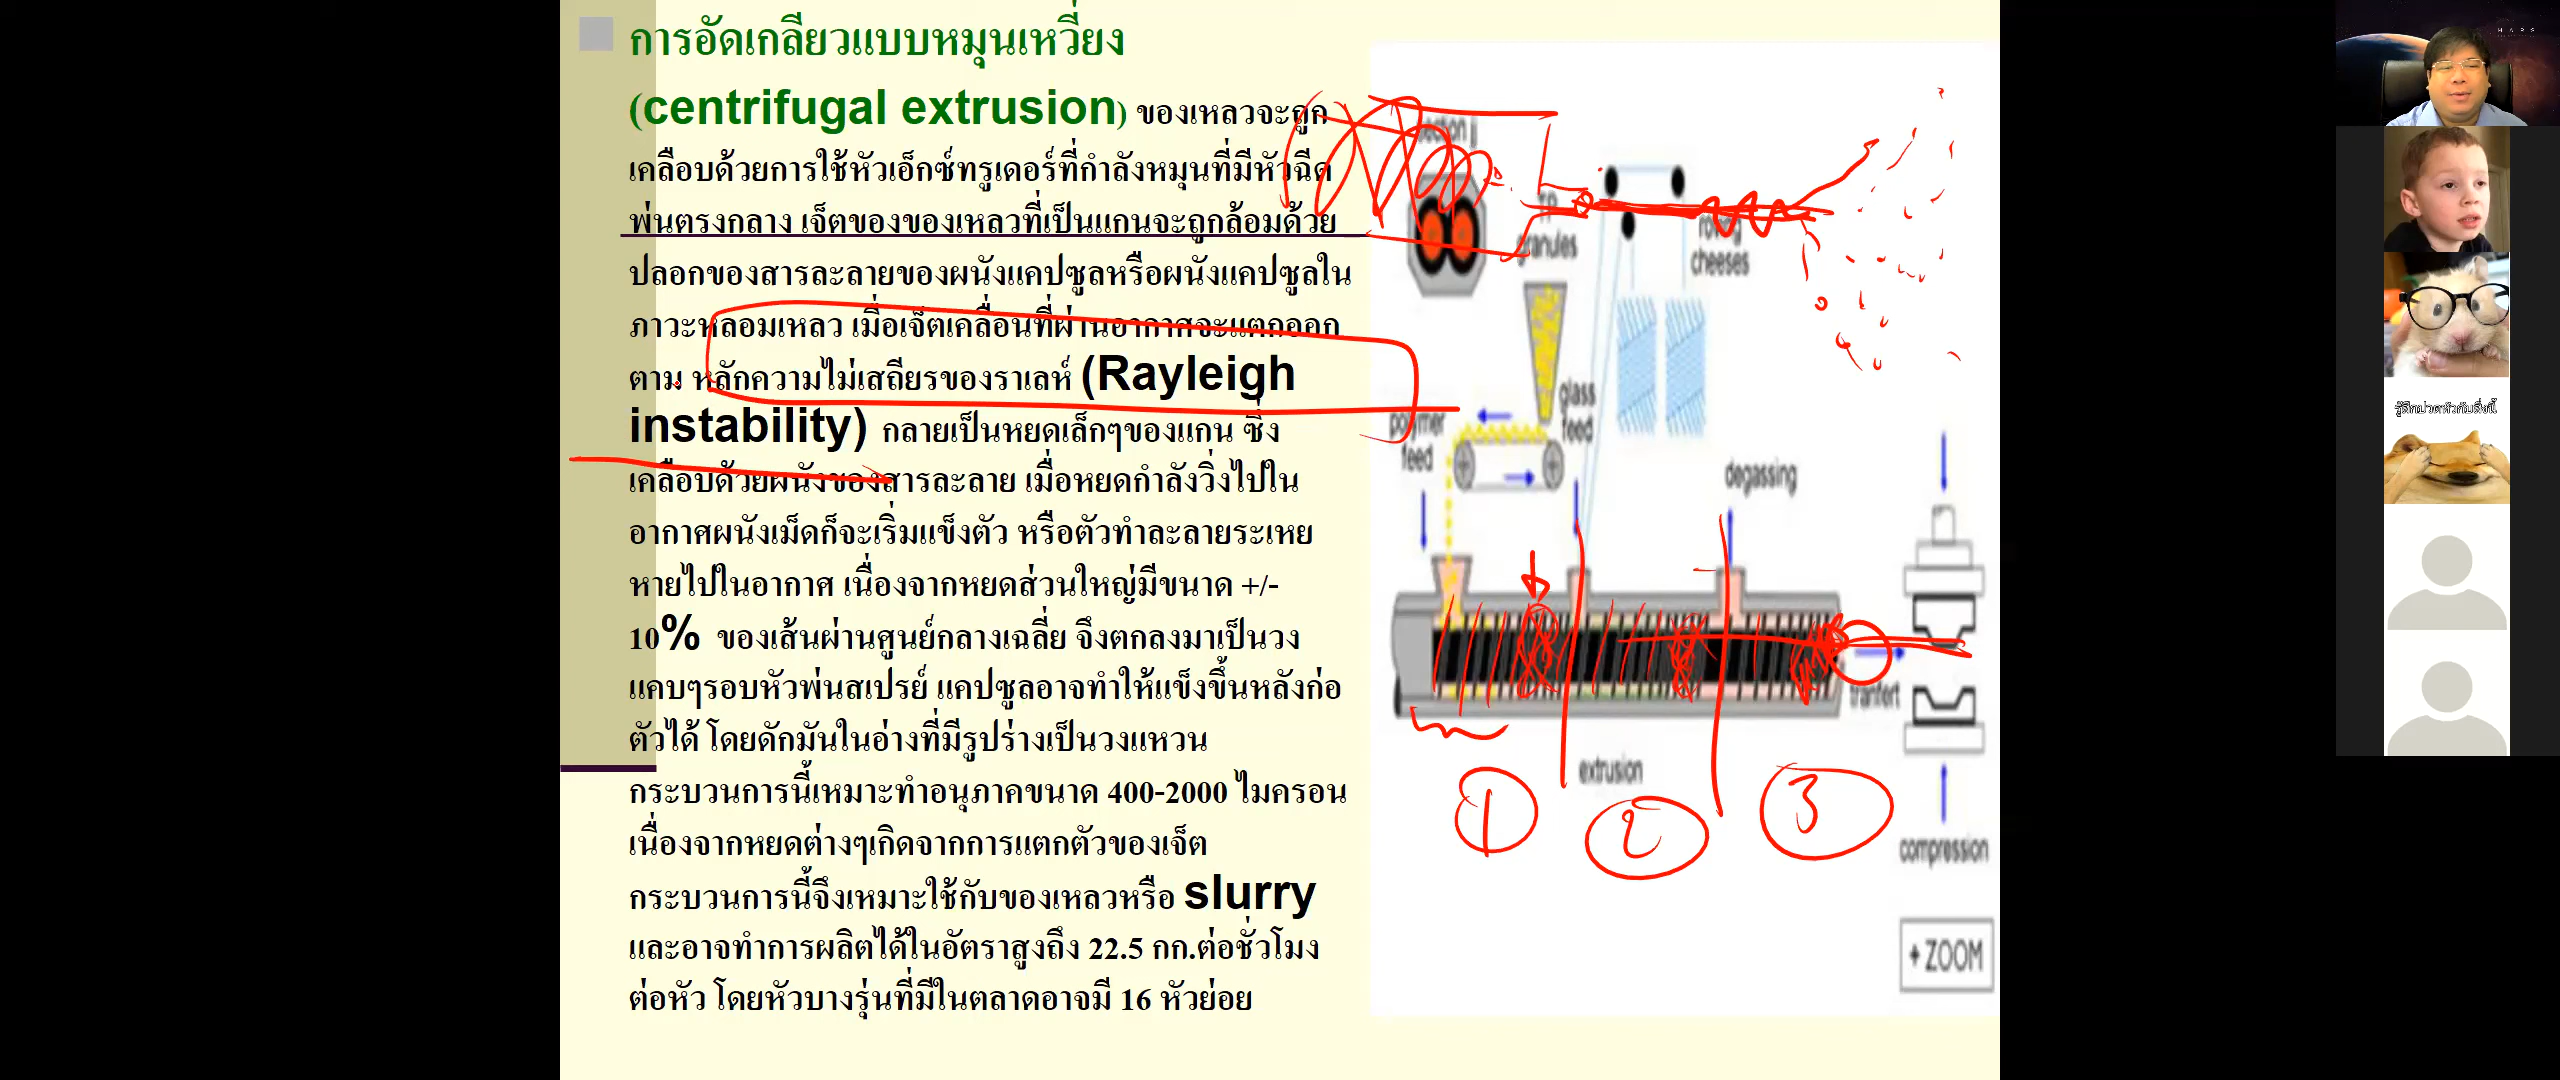 การอัดเกลียวแบบหมุนเหวี่ยง
(centrifugal extrusion) ของเหลวจะถูก
เคลือบด้วยการใช้หัวเอ็กซ์ทรูเดอร์ที่กำลังหมุนที่มีหัวฉีด
พ่นตรงกลาง เจ็ตของของเหลวที่เป็นแกนจะถูกล้อมด้วย
ปลอกของสารละลายของผนังแคปซูลหรือผนังแคปซูลใน
ภาวะหลอมเหลว เมื่อเจ็ตเคลื่อนที่ผ่านอากาศจะแตกออก
ตาม หลักความไม่เสถียรของราเลห์ (Rayleigh
instability) กลายเป็นหยดเล็กๆของแกน ซึ่ง
เคลือบด้วยผนังของสารละลาย เมื่อหยดกำลังวิ่งไปใน
อากาศผนังเม็ดก็จะเริ่มแข็งตัว หรือตัวทำละลายระเหย
หายไปในอากาศ เนื่องจากหยดส่วนใหญ่มีขนาด +/-
10% ของเส้นผ่านศูนย์กลางเฉลี่ย จึงตกลงมาเป็นวง
แคบๆรอบหัวพ่นสเปรย์ แคปซูลอาจทำให้แข็งขึ้นหลังก่อ
ตัวได้ โดยดักมันในอ่างที่มีรูปร่างเป็นวงแหวน
กระบวนการนี้เหมาะทำอนุภาคขนาด 400-2000 ไมครอน
เนื่องจากหยดต่างๆเกิดจากการแตกตัวของเจ็ต
กระบวนการนี้จึงเหมาะใช้กับของเหลวหรือ slurry
และอาจทำการผลิตได้ในอัตราสูงถึง 22.5 กก.ต่อชั่วโมง
ต่อหัว โดยหัวบางรุ่นที่มีในตลาดอาจมี 16 หัวย่อย
TP
granules
roving
cheeses
polymer
feed
glass
feed
degassing
tranfert
extrusion
compression
1
2
3
+ ZOOM
MARS
รู้สึกปวดหัวกับสิ่งนี้